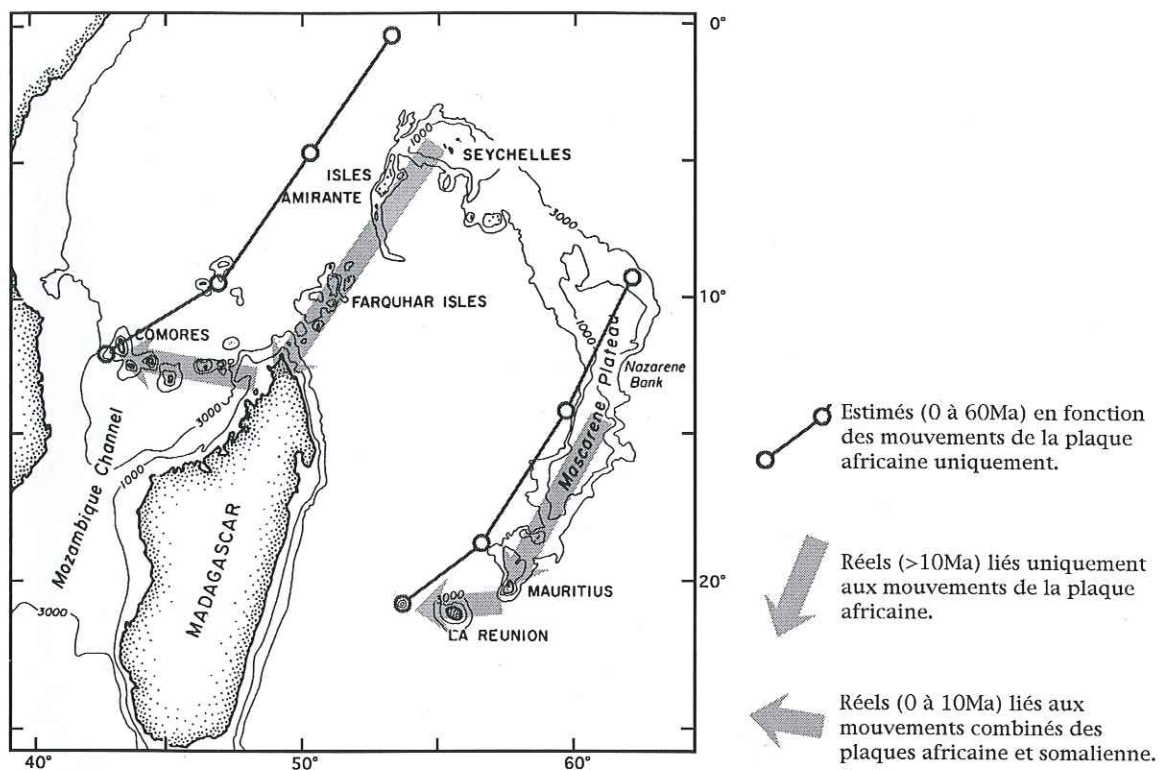 0°
1000
SEYCHELLES
ISLES
AMIRANTE
3000
FARQUHAR ISLES
10°
COMORES
1000
Mascarene Plateau
Nazarene
Bank
3000
1000
Mozambique Channel
MADAGASCAR
3000
MAURITIUS
20°
3000
LA REUNION
40°
50°
60°
Estimés (0 à 60Ma) en fonction
des mouvements de la plaque
africaine uniquement.
Réels (>10Ma) liés uniquement
aux mouvements de la plaque
africaine.
Réels (0 à 10Ma) liés aux
mouvements combinés des
plaques africaine et somalienne.